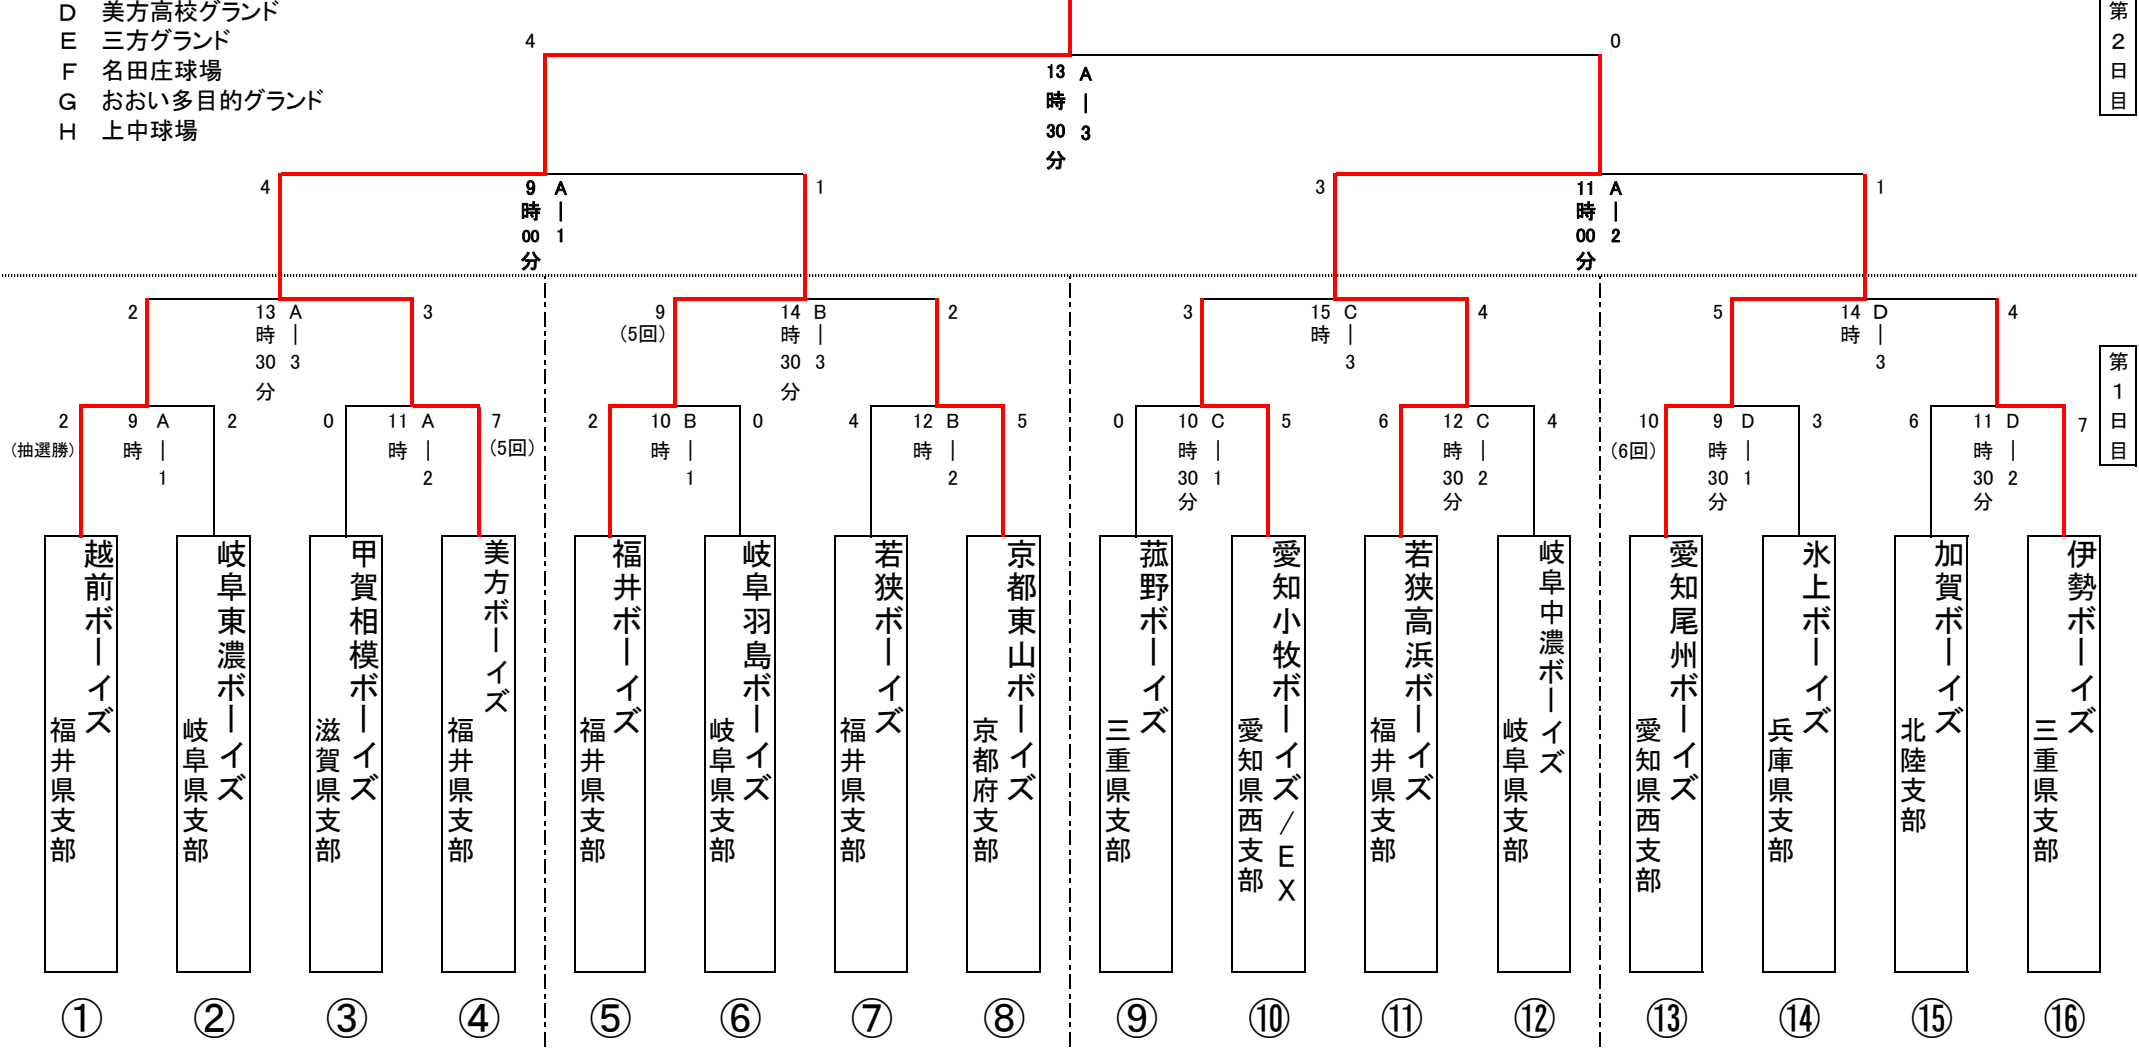 D 美方高校グランド
E 三方グランド
F 名田庄球場
G おおい多目的グランド
H 上中球場
第2日目
4
0
13時30分
A｜3
4
1
3
1
9時00分
A｜1
11時00分
A｜2
2
13時30分
A｜3
3
9
(5回)
14時30分
B｜3
2
3
15時
C｜3
4
5
14時
D｜3
4
第1日目
2
(抽選勝)
9時
A｜1
2
0
11時
A｜2
7
(5回)
2
10時
B｜1
0
4
12時
B｜2
5
0
10時30分
C｜1
5
6
12時30分
C｜2
4
10
(6回)
9時30分
D｜1
3
6
11時30分
D｜2
7
越前ボーイズ
福井県支部
岐阜東濃ボーイズ
岐阜県支部
甲賀相模ボーイズ
滋賀県支部
美方ボーイズ
福井県支部
福井ボーイズ
福井県支部
岐阜羽島ボーイズ
岐阜県支部
若狭ボーイズ
福井県支部
京都東山ボーイズ
京都府支部
菰野ボーイズ
三重県支部
愛知小牧ボーイズ/EX
愛知県西支部
若狭高浜ボーイズ
福井県支部
岐阜中濃ボーイズ
岐阜県支部
愛知尾州ボーイズ
愛知県西支部
氷上ボーイズ
兵庫県支部
加賀ボーイズ
北陸支部
伊勢ボーイズ
三重県支部
① ② ③ ④ ⑤ ⑥ ⑦ ⑧ ⑨ ⑩ ⑪ ⑫ ⑬ ⑭ ⑮ ⑯